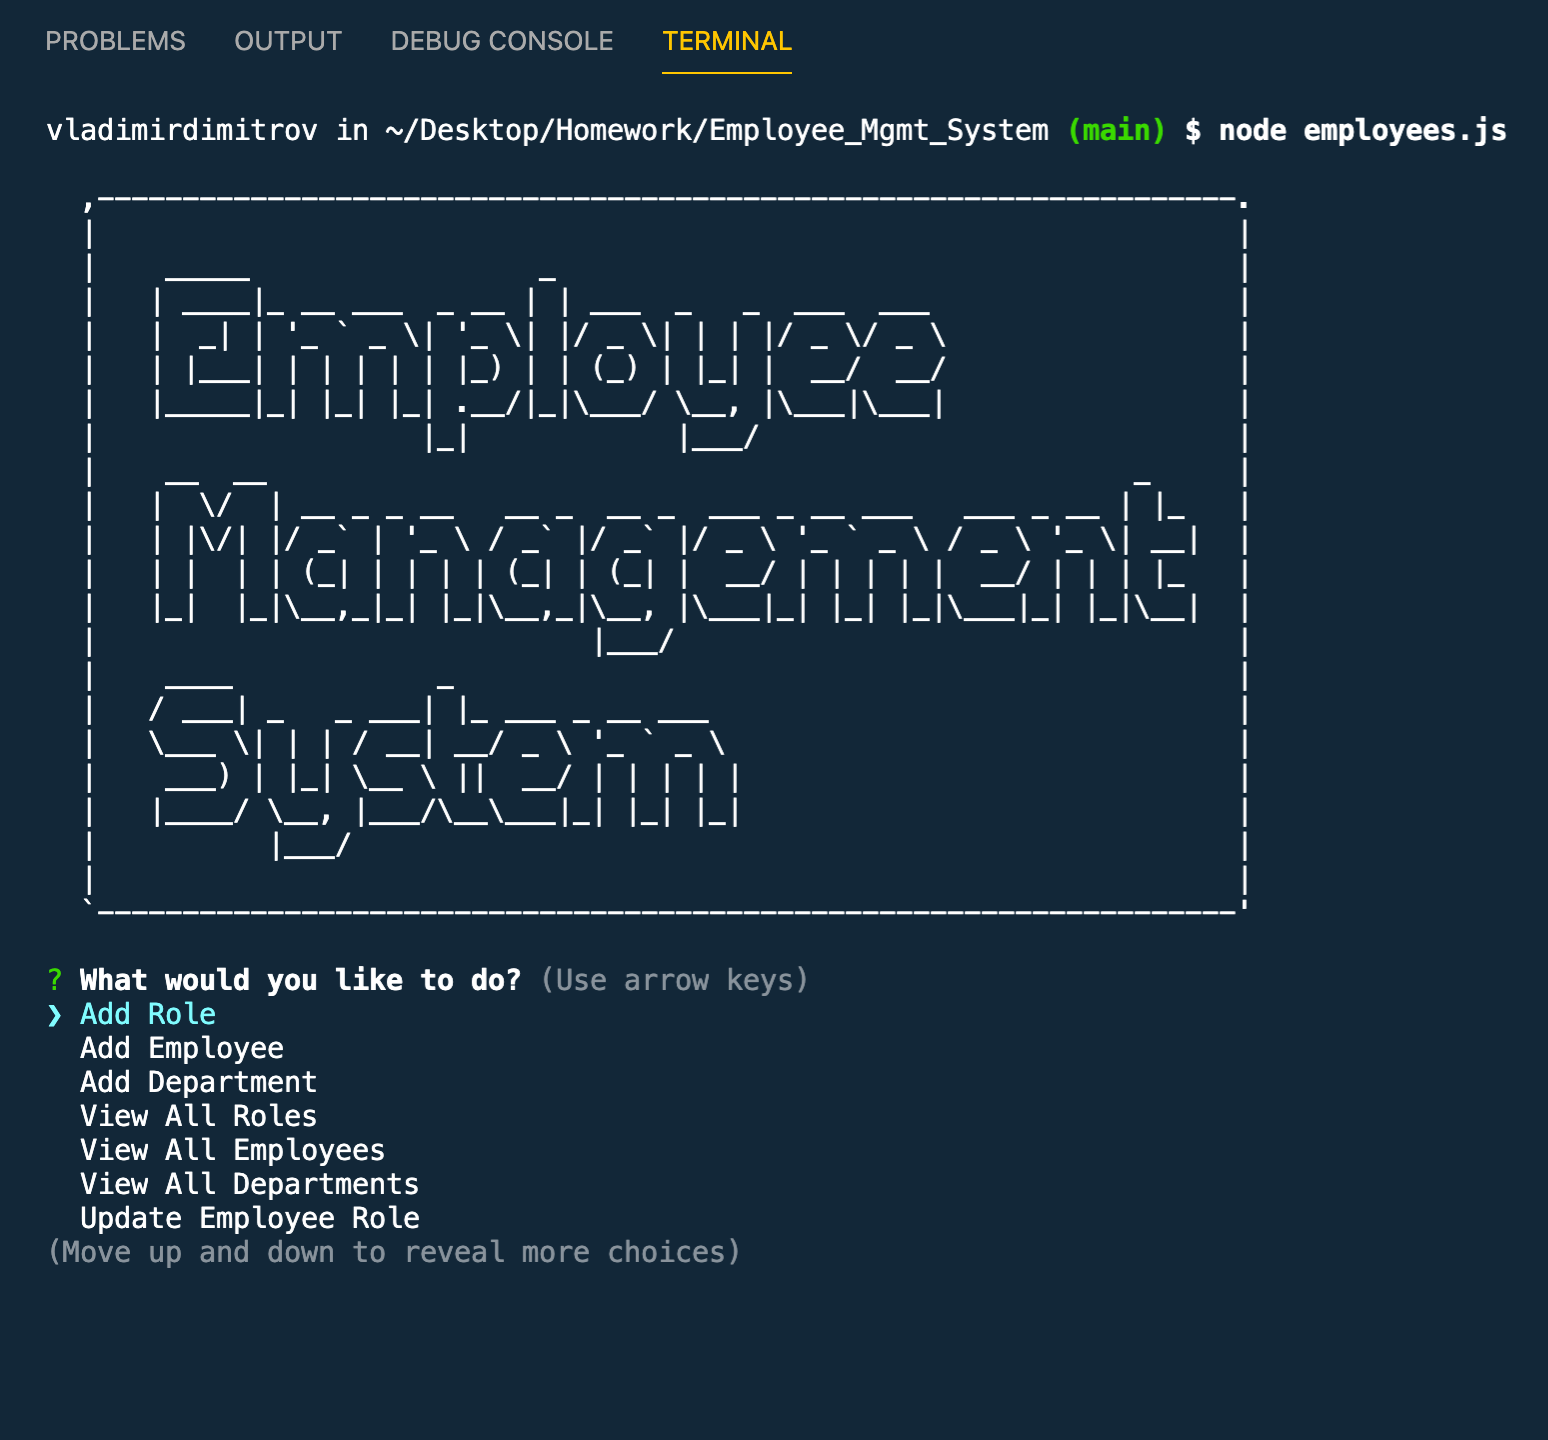 PROBLEMS OUTPUT DEBUG CONSOLE TERMINAL
vladimirdimitrov in ~/Desktop/Homework/Employee_Mgmt_System (main) $ node employees.js
Employee
Management
System
? What would you like to do? (Use arrow keys)
❯ Add Role
Add Employee
Add Department
View All Roles
View All Employees
View All Departments
Update Employee Role
(Move up and down to reveal more choices)